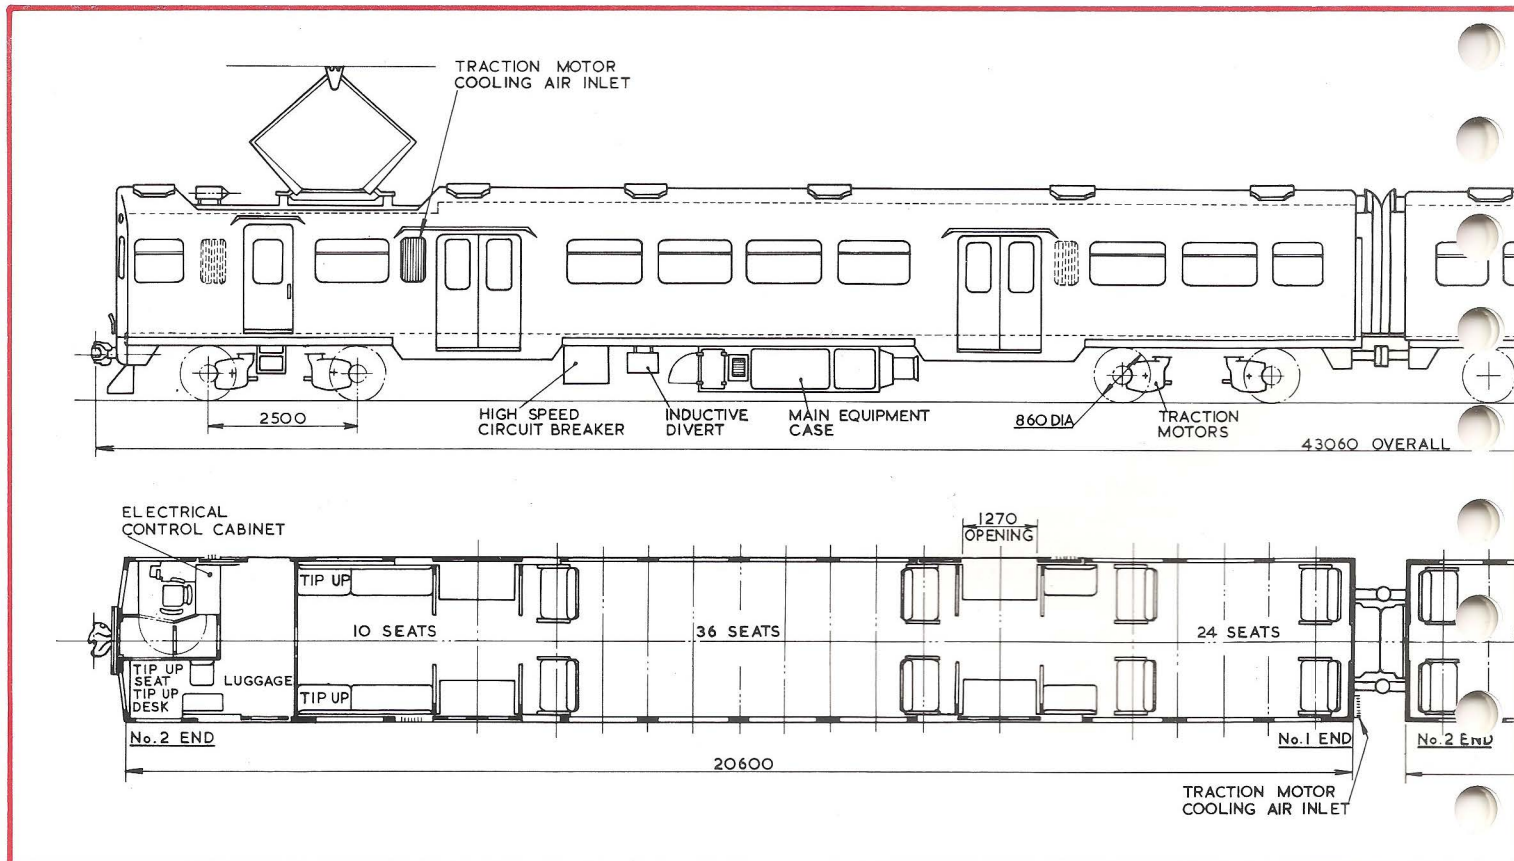 TRACTION MOTOR
COOLING AIR INLET
2500
HIGH SPEED
CIRCUIT BREAKER
INDUCTIVE
DIVERT
MAIN EQUIPMENT
CASE
860 DIA
TRACTION
MOTORS
43060 OVERALL
ELECTRICAL
CONTROL CABINET
1270
OPENING
TIP UP
10 SEATS
36 SEATS
24 SEATS
TIP UP
SEAT
TIP UP
DESK
LUGGAGE
TIP UP
No. 2 END
No. 1 END
No. 2 END
20600
TRACTION MOTOR
COOLING AIR INLET